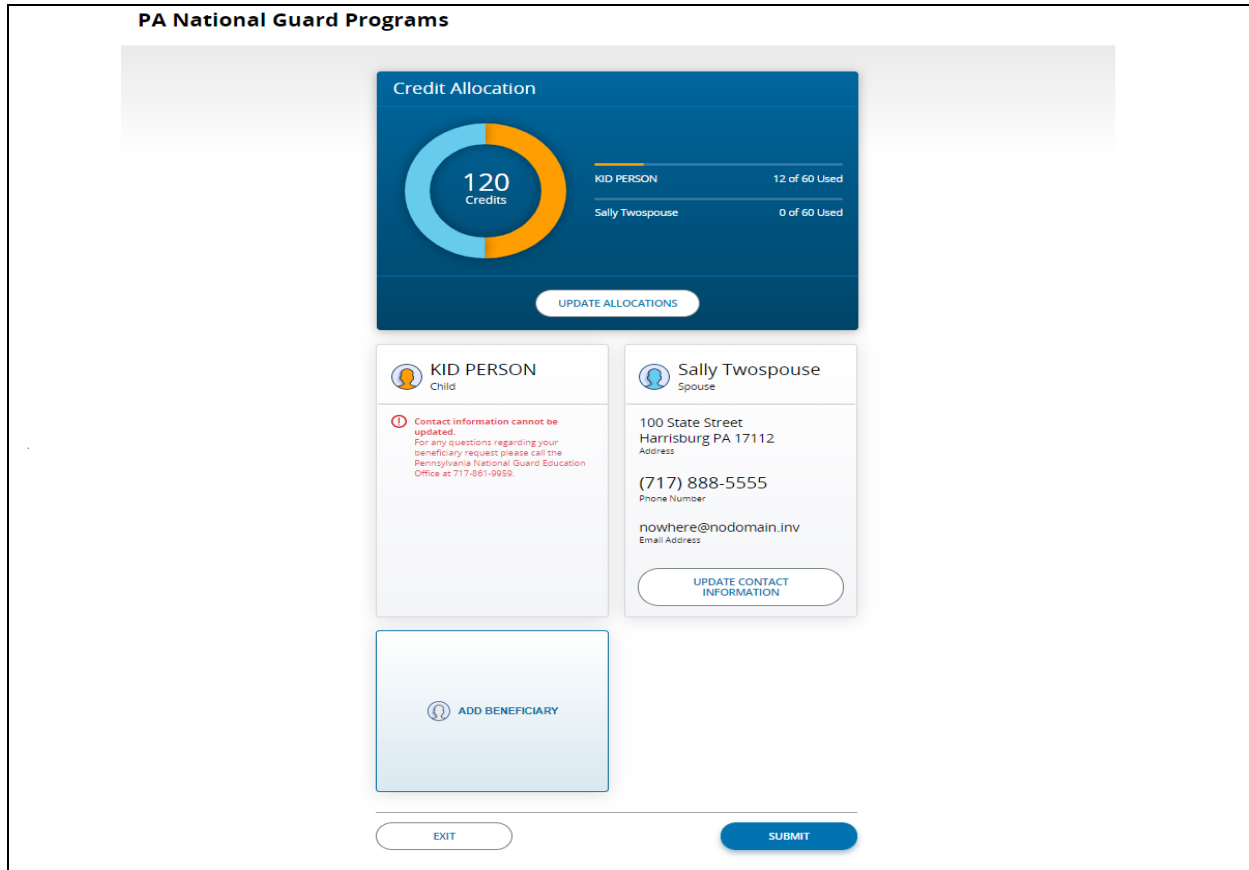 PA National Guard Programs
Credit Allocation
120
Credits
KID PERSON 12 of 60 Used
Sally Twospouse 0 of 60 Used
UPDATE ALLOCATIONS
KID PERSON
Child
Contact information cannot be
updated.
For any questions regarding your
beneficiary request please call the
Pennsylvania National Guard Education
Office at 717-861-9959.
Sally Twospouse
Spouse
100 State Street
Harrisburg PA 17112
Address
(717) 888-5555
Phone Number
nowhere@nodomain.inv
Email Address
UPDATE CONTACT
INFORMATION
ADD BENEFICIARY
EXIT
SUBMIT